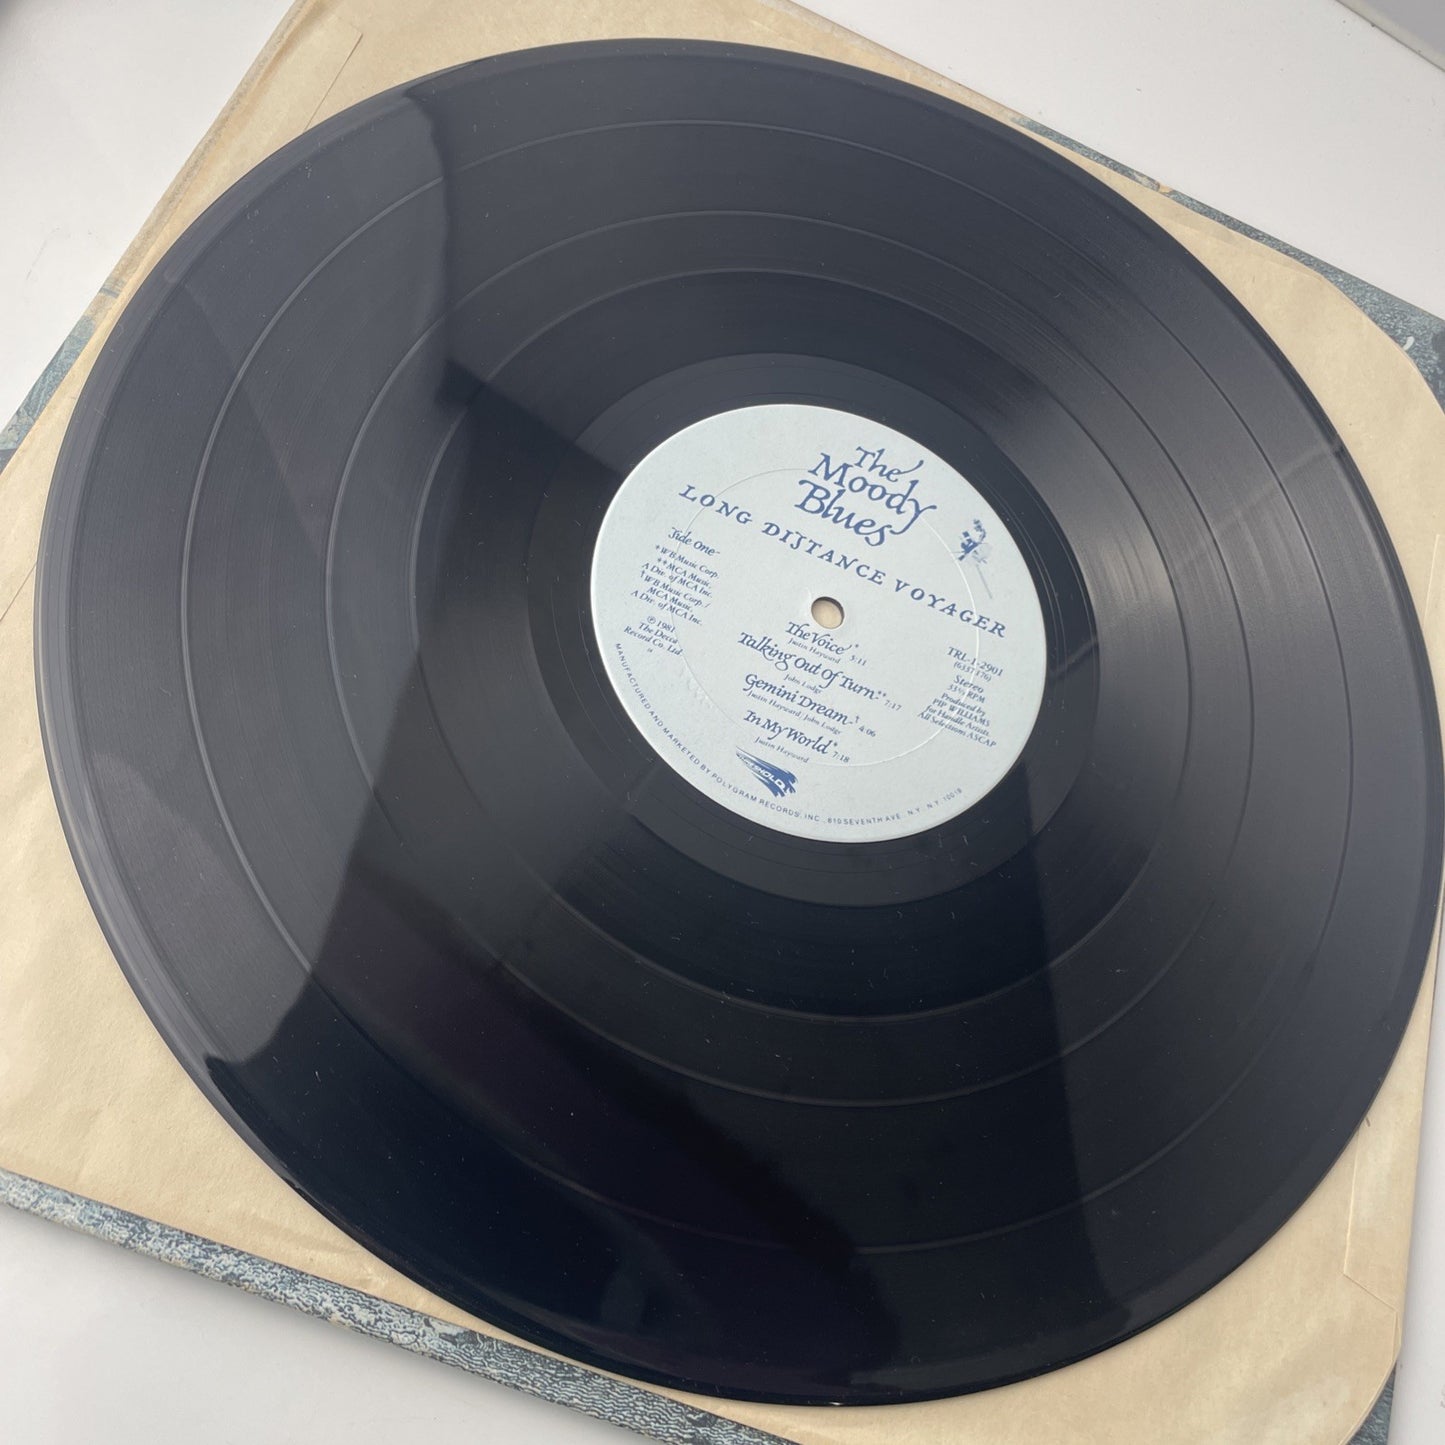 The
Moody
Blues
LONG DISTANCE VOYAGER
Side One
*WB Music Corp.
**MCA Music,
A Div. of MCA Inc.
†WB Music Corp. /
MCA Music,
A Div. of MCA Inc.
℗ 1981
The Decca
Record Co. Ltd
TRL-1-2901
(6337 176)
Stereo
33⅓ RPM
Produced by
PIP WILLIAMS
for Handle Artists.
All Selections ASCAP
The Voice* 5:11
Justin Hayward
Talking Out of Turn** 7:17
John Lodge
Gemini Dream† 4:06
Justin Hayward, John Lodge
In My World* 7:18
Justin Hayward
THRESHOLD
MANUFACTURED AND MARKETED BY POLYGRAM RECORDS, INC., 810 SEVENTH AVE. N.Y., N.Y. 10019